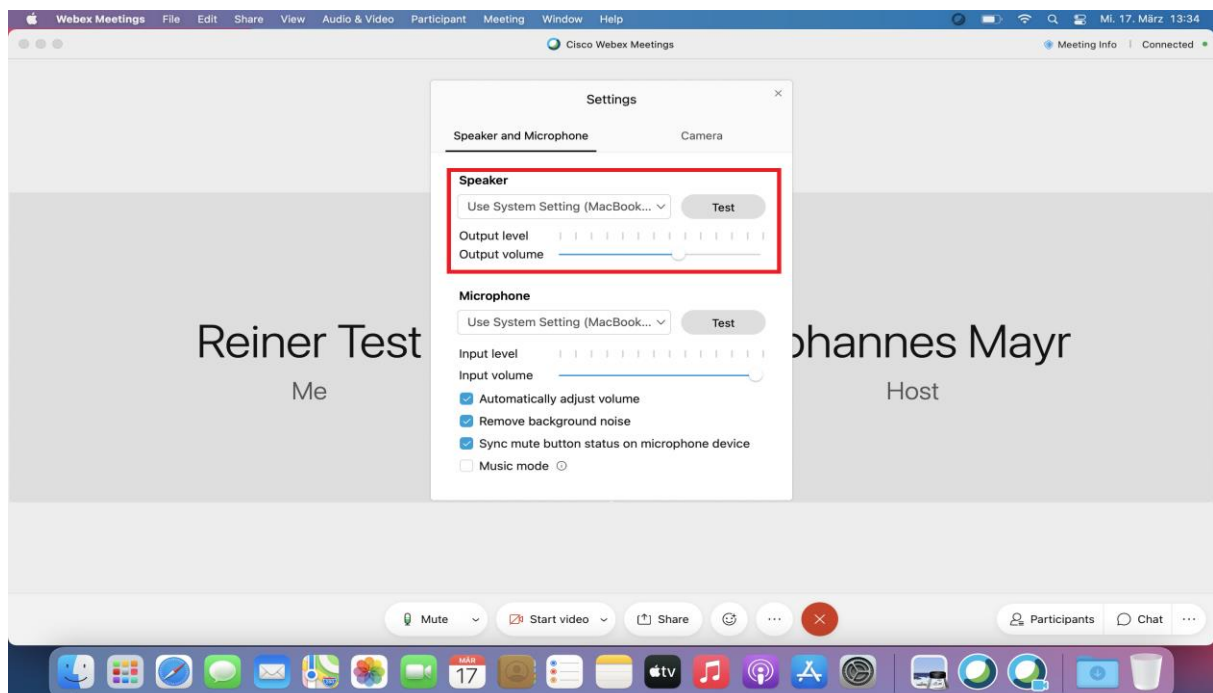 Webex Meetings File Edit Share View Audio & Video Participant Meeting Window Help Mi. 17. März 13:34
Cisco Webex Meetings Meeting Info Connected
Settings
Speaker and Microphone Camera
Speaker
Use System Setting (MacBook... Test
Output level
Output volume
Microphone
Use System Setting (MacBook... Test
Input level
Input volume
Automatically adjust volume
Remove background noise
Sync mute button status on microphone device
Music mode
Reiner Test
Me
ohannes Mayr
Host
Mute Start video Share Participants Chat
MÄR
17
tv